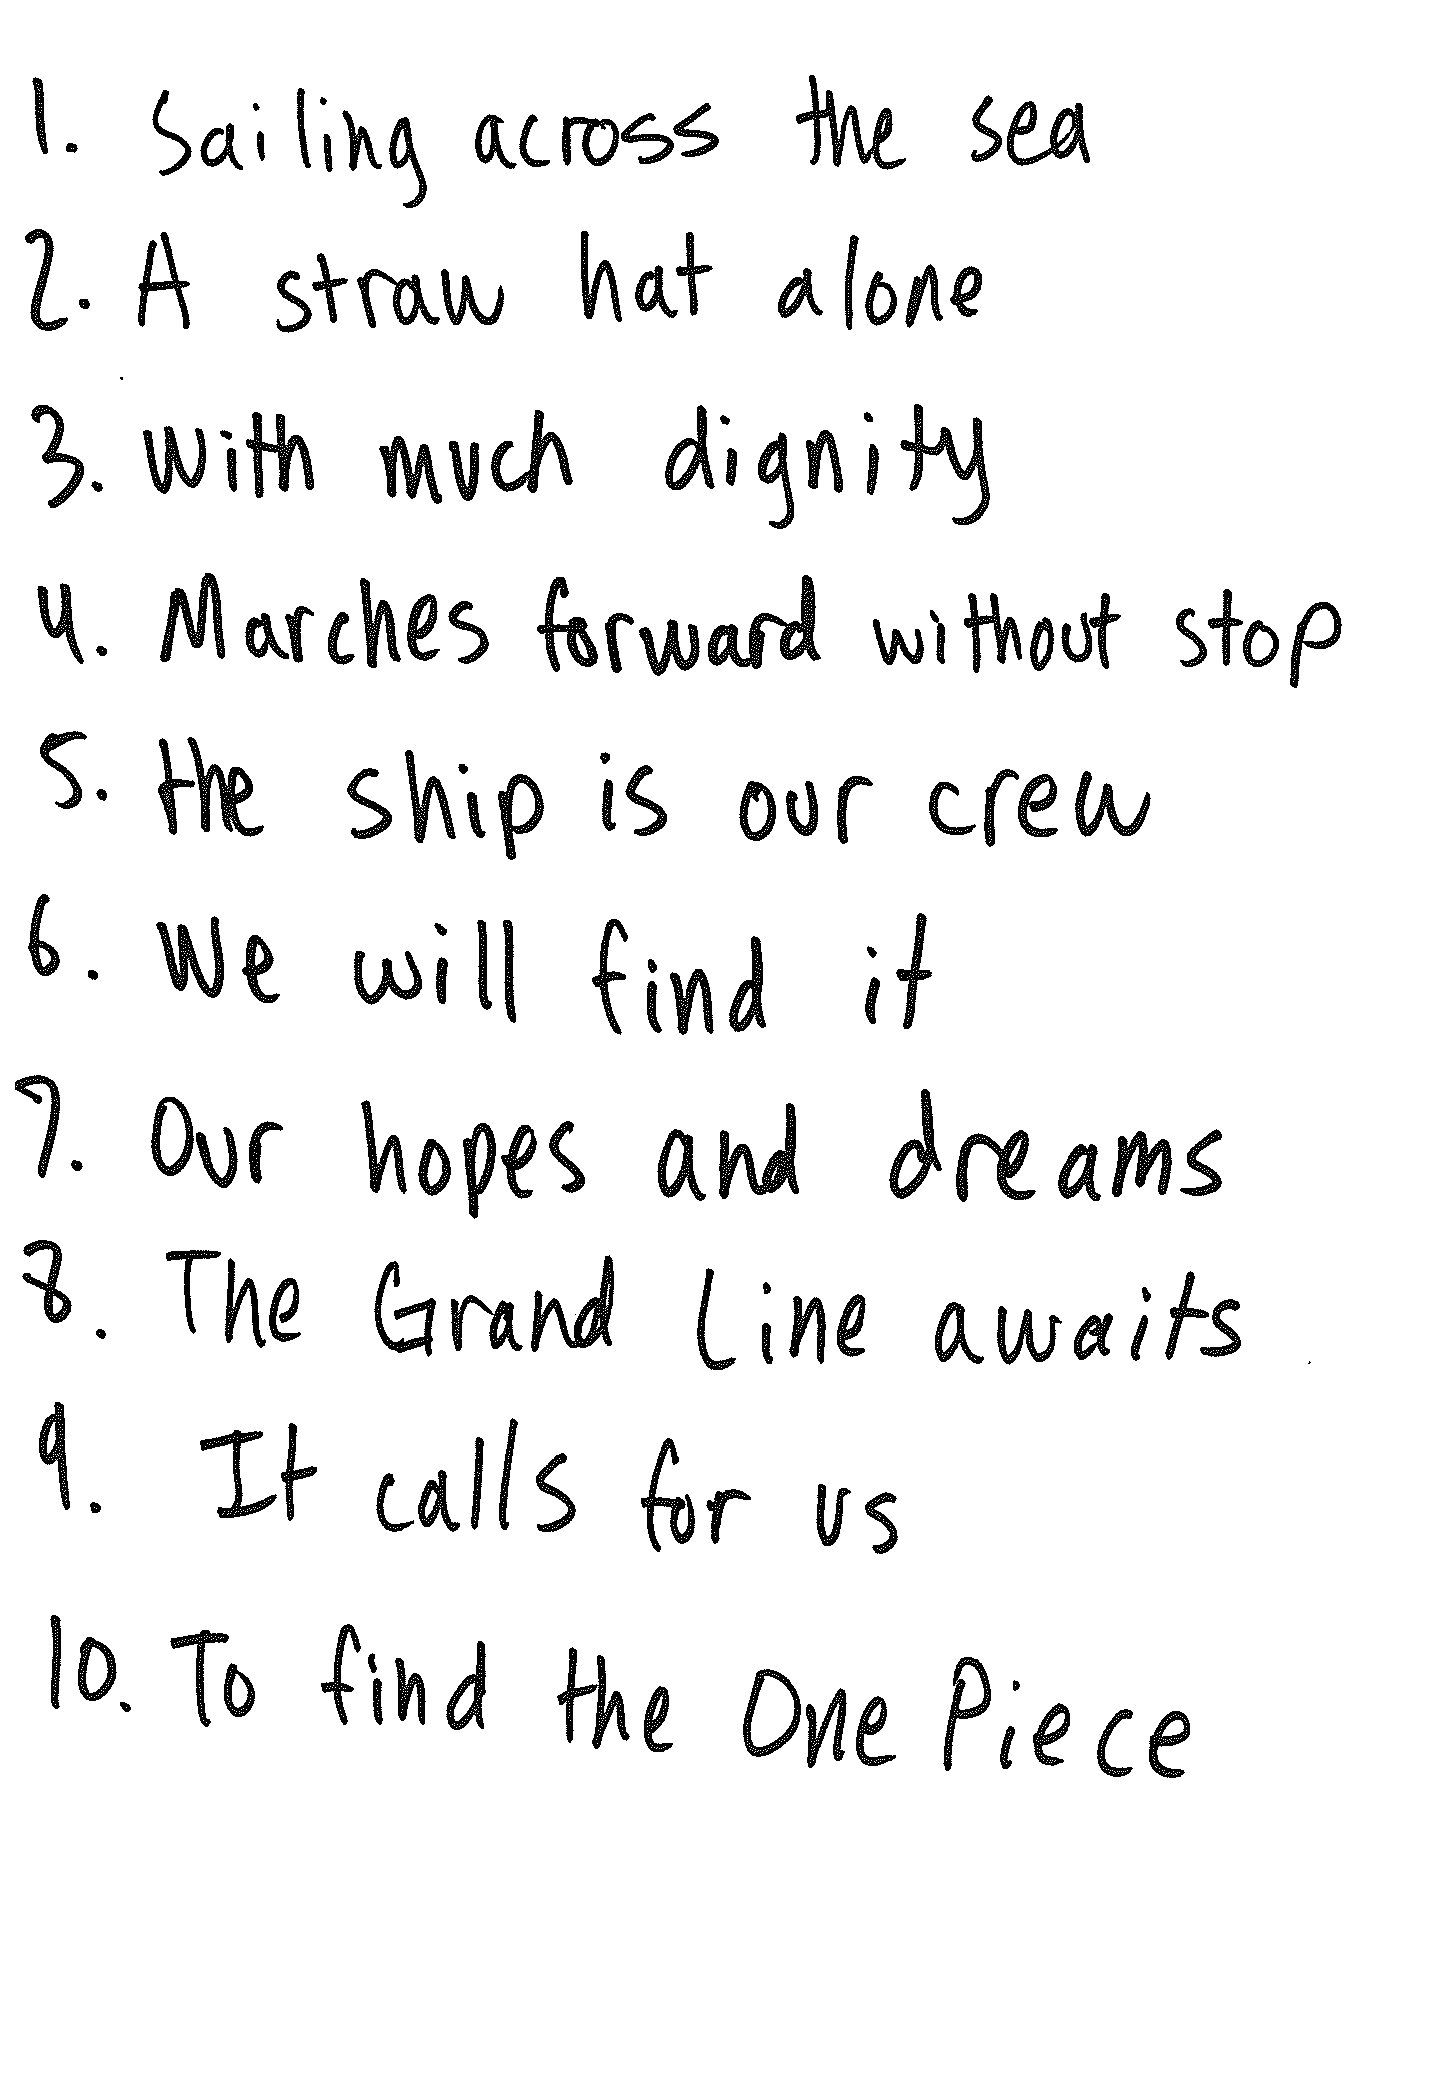 1. Sailing across the sea
2. A straw hat alone
3. With much dignity
4. Marches forward without stop
5. the ship is our crew
6. We will find it
7. Our hopes and dreams
8. The Grand Line awaits
9. It calls for us
10. To find the One Piece